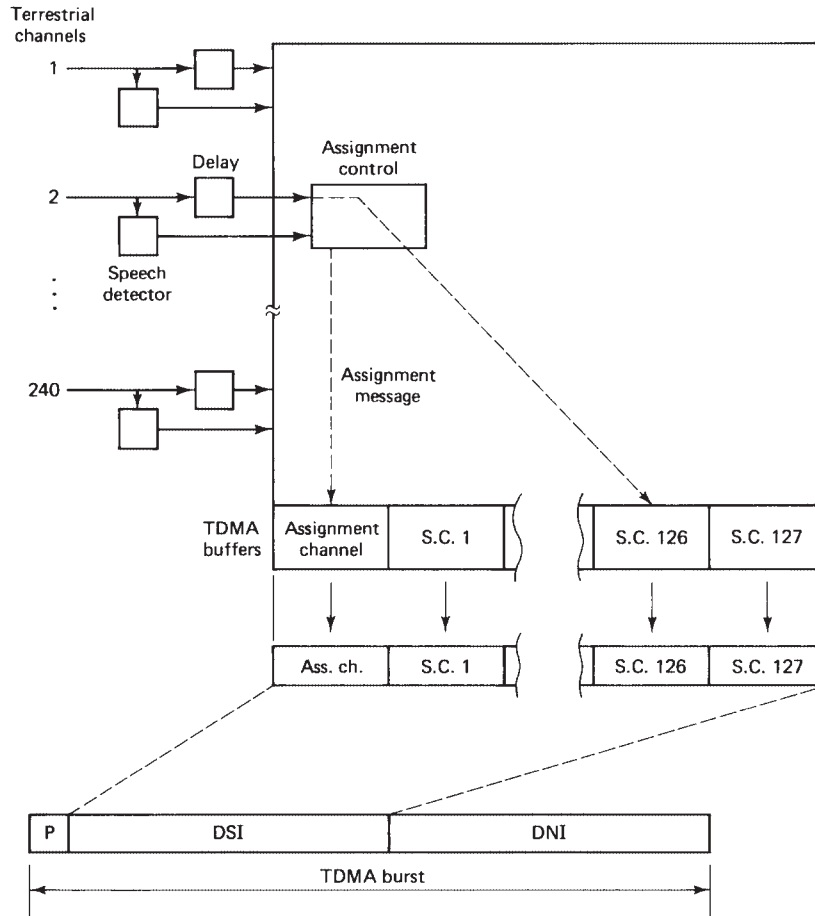 Terrestrial
channels
1
Delay
Assignment
control
2
Speech
detector
240
Assignment
message
TDMA
buffers
Assignment
channel
S.C. 1
S.C. 126
S.C. 127
Ass. ch.
S.C. 1
S.C. 126
S.C. 127
P
DSI
DNI
TDMA burst